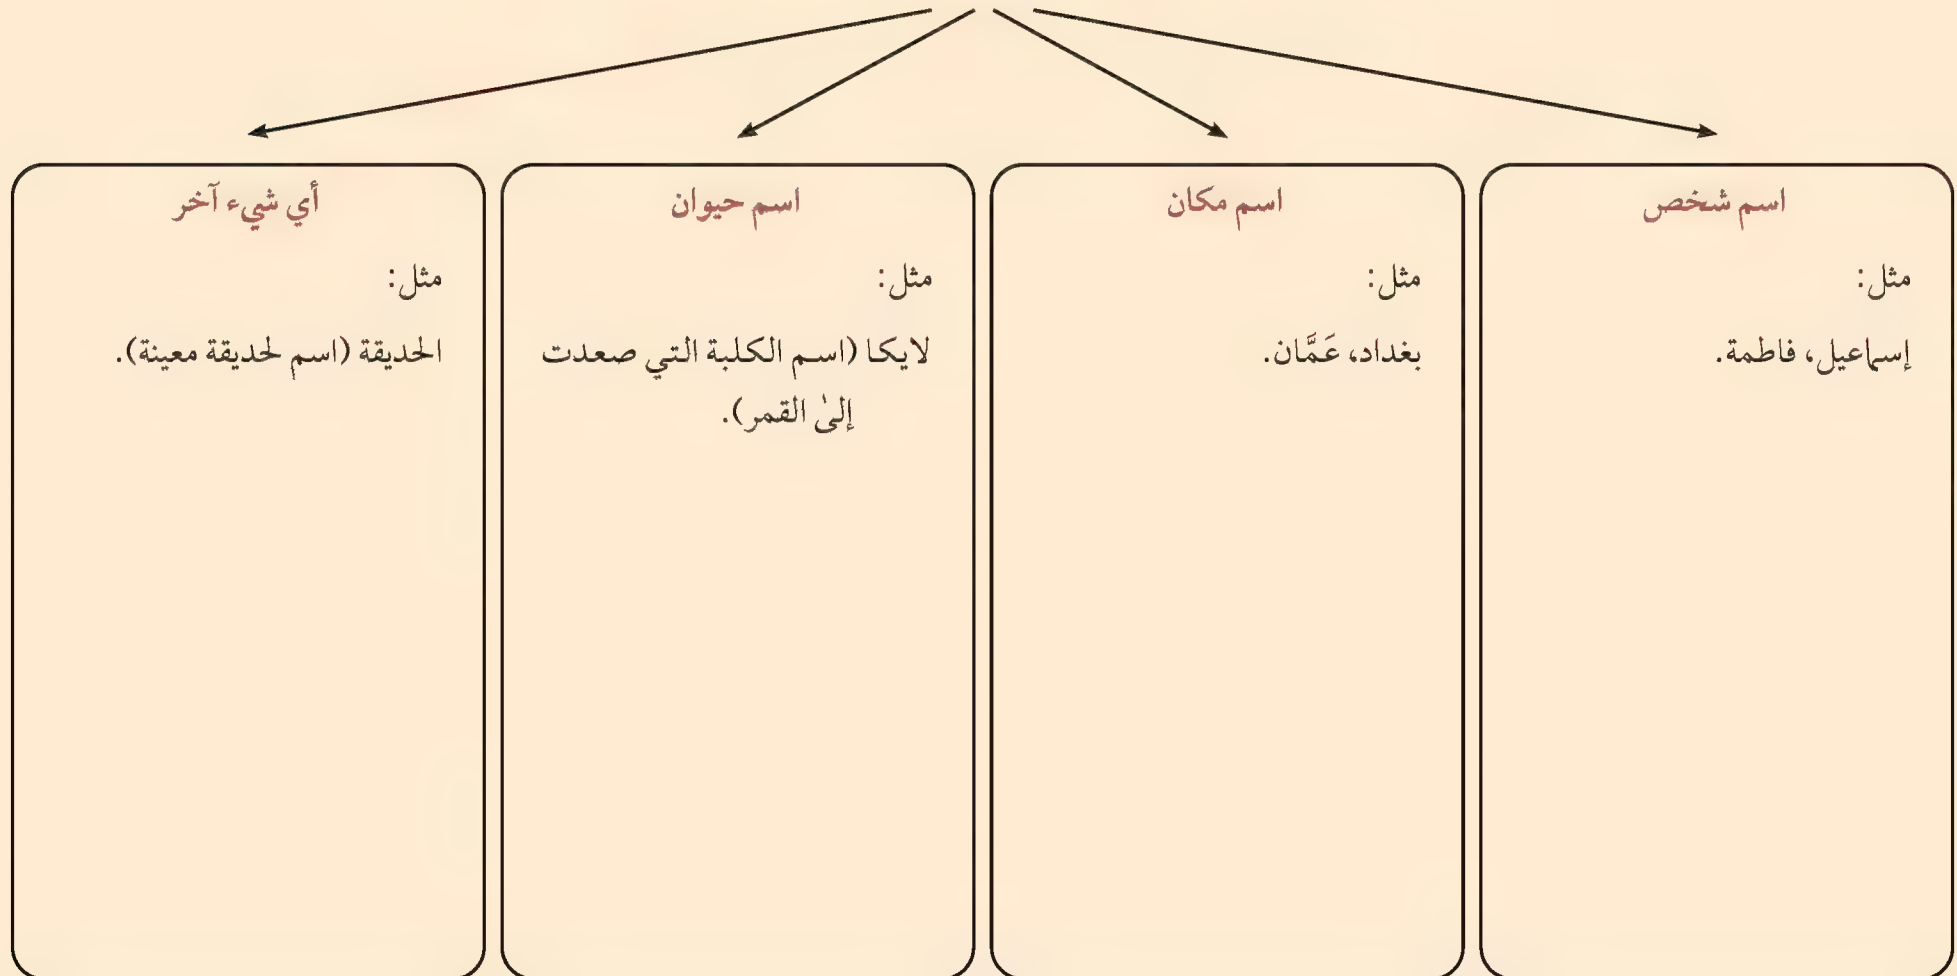 اسم شخص
مثل:
إسماعيل، فاطمة.
اسم مكان
مثل:
بغداد، عَمَّان.
اسم حيوان
مثل:
لايكا (اسم الكلبة التي صعدت
إلىٰ القمر).
أي شيء آخر
مثل:
الحديقة (اسم لحديقة معينة).